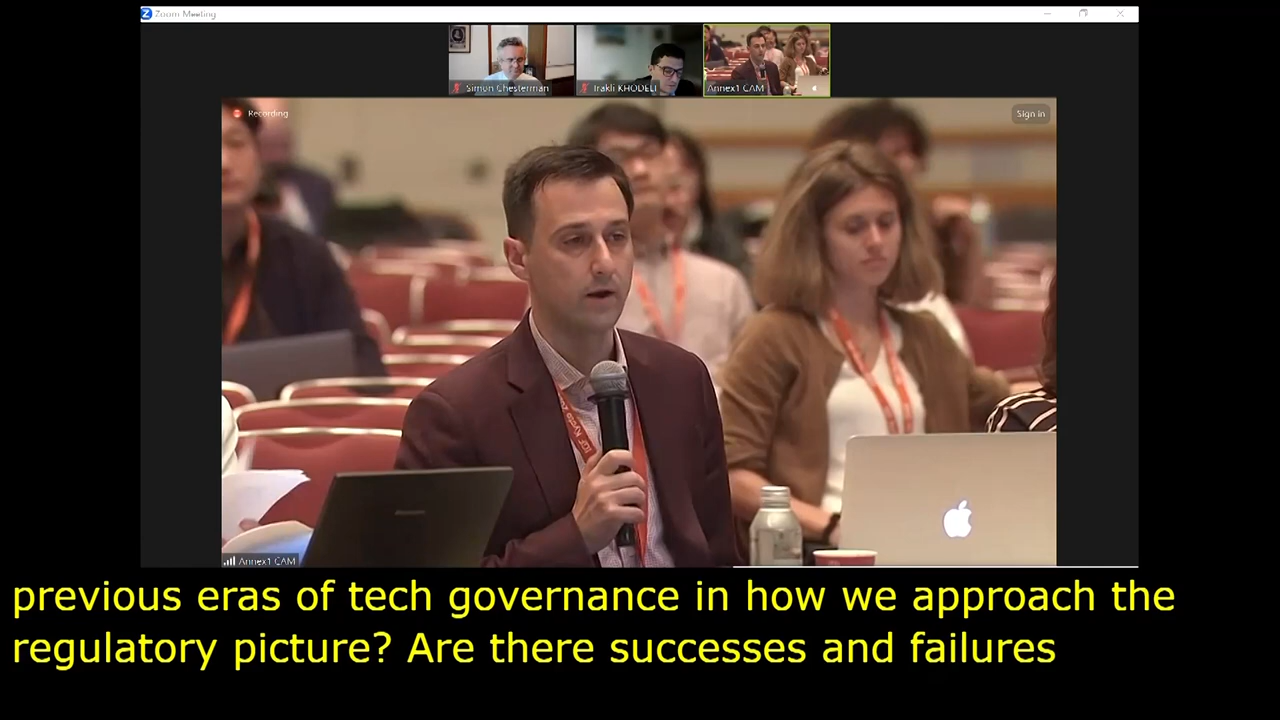 Zoom Meeting
Simon Chesterman
Irakli KHODELI
Annex1 CAM
Recording
Sign in
Annex1 CAM
previous eras of tech governance in how we approach the
regulatory picture? Are there successes and failures